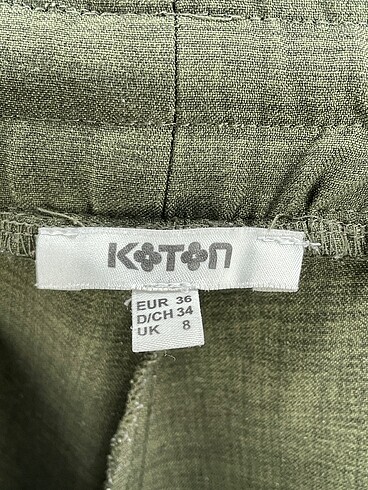 KOTON
EUR 36
D/CH 34
UK 8